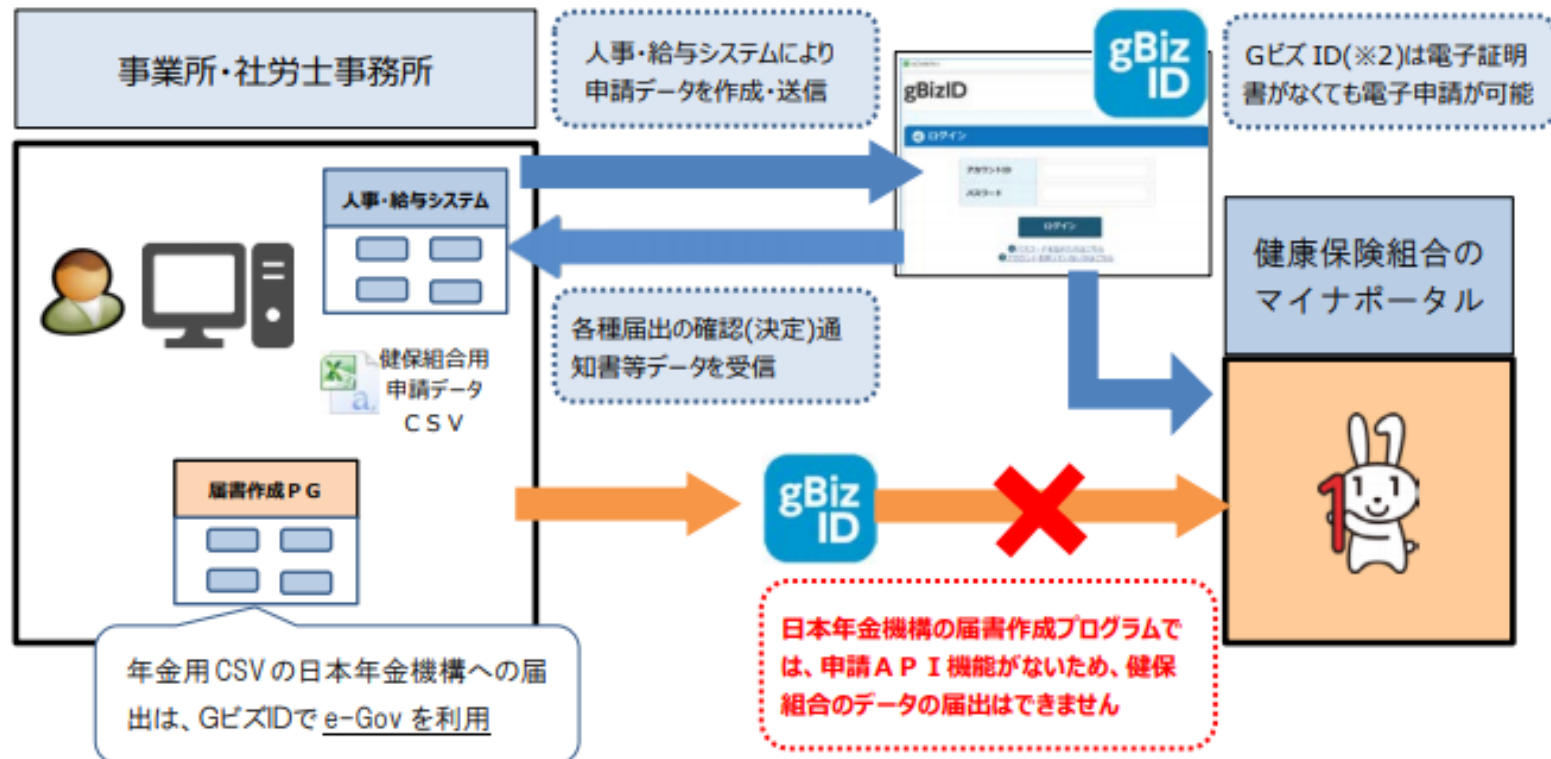 事業所・社労士事務所
人事・給与システムにより
申請データを作成・送信
gBiz
ID
gBizID
ログイン
アカウントID
パスワード
ログイン
GビズID(※2)は電子証明
書がなくても電子申請が可能
人事・給与システム
健保組合用
申請データ
CSV
各種届出の確認(決定)通
知書等データを受信
健康保険組合の
マイナポータル
届書作成PG
gBiz
ID
1
年金用CSVの日本年金機構への届
出は、GビズIDで e-Gov を利用
日本年金機構の届書作成プログラムで
は、申請API機能がないため、健保
組合のデータの届出はできません